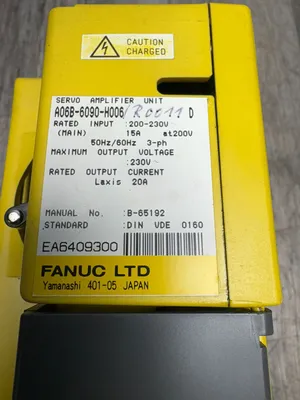 CAUTION
CHARGED
SERVO AMPLIFIER UNIT
A06B-6090-H006/R0011 D
RATED INPUT :200-230V
(MAIN) 15A at200V
50Hz/60Hz 3-ph
MAXIMUM OUTPUT VOLTAGE
:230V~
RATED OUTPUT CURRENT
Laxis 20A
MANUAL No. :B-65192
STANDARD :DIN VDE 0160
EA6409300
FANUC LTD
Yamanashi 401-05 JAPAN